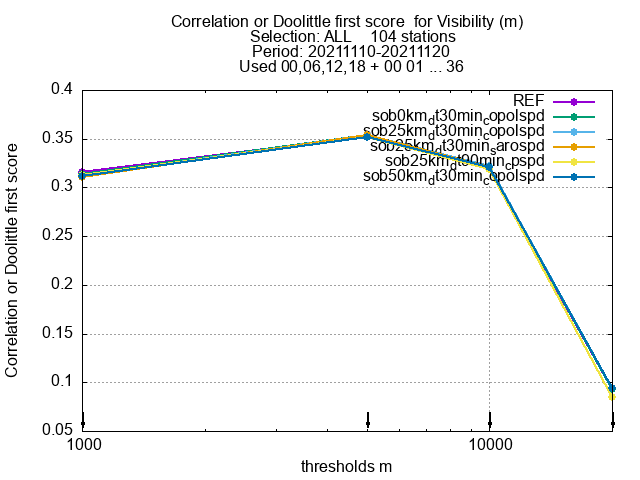 Correlation or Doolittle first score for Visibility (m)
Selection: ALL 104 stations
Period: 20211110-20211120
Used 00,06,12,18 + 00 01 ... 36
Correlation or Doolittle first score
0.4
0.35
0.3
0.25
0.2
0.15
0.1
0.05
REF
sob0km_dt30min_copolspd
sob25km_dt30min_copolspd
sob25km_dt30min_sarospd
sob25km_dt00min_cpspd
sob50km_dt30min_copolspd
1000
10000
thresholds m